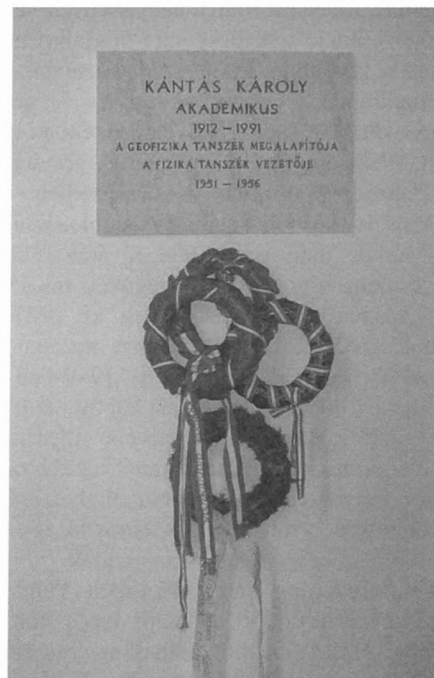 KÁNTÁS KÁROLY
AKADEMIKUS
1912 – 1991
A GEOFIZIKA TANSZÉK MEGALAPÍTÓJA
A FIZIKA TANSZÉK VEZETŐJE
1951 – 1956